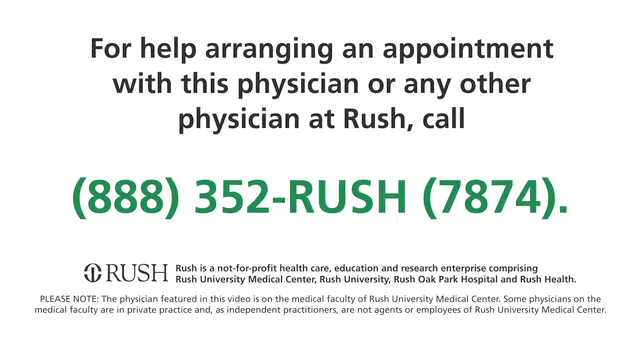 For help arranging an appointment
with this physician or any other
physician at Rush, call
(888) 352-RUSH (7874).
RUSH
Rush is a not-for-profit health care, education and research enterprise comprising
Rush University Medical Center, Rush University, Rush Oak Park Hospital and Rush Health.
PLEASE NOTE: The physician featured in this video is on the medical faculty of Rush University Medical Center. Some physicians on the
medical faculty are in private practice and, as independent practitioners, are not agents or employees of Rush University Medical Center.